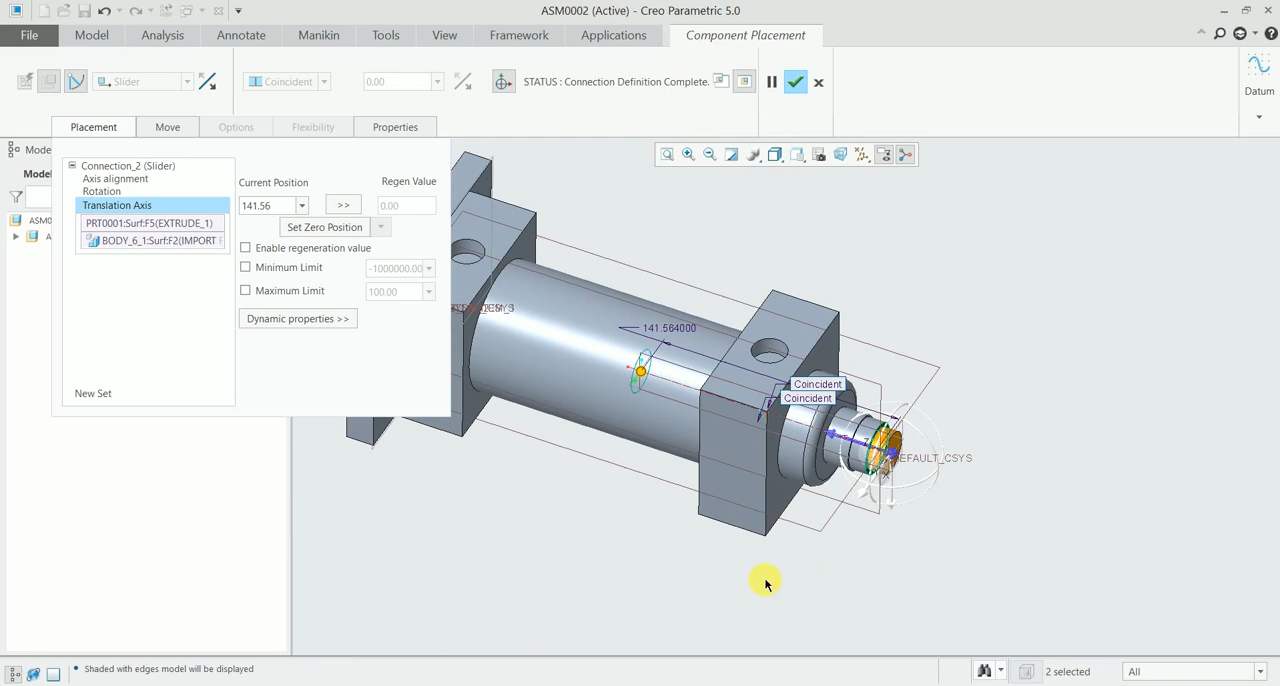 ASM0002 (Active) - Creo Parametric 5.0
File Model Analysis Annotate Manikin Tools View Framework Applications Component Placement
Slider Coincident 0.00 STATUS : Connection Definition Complete. Datum
Placement Move Options Flexibility Properties
Mode
Mode
ASM0
A
Connection_2 (Slider)
Axis alignment
Rotation
Translation Axis
PRT0001:Surf:F5(EXTRUDE_1)
BODY_6_1:Surf:F2(IMPORT F
New Set
Current Position Regen Value
141.56 >> 0.00
Set Zero Position
Enable regeneration value
Minimum Limit -1000000.00
Maximum Limit 100.00
Dynamic properties >>
141.564000
Coincident
Coincident
EFAULT_CSYS
Shaded with edges model will be displayed
2 selected All